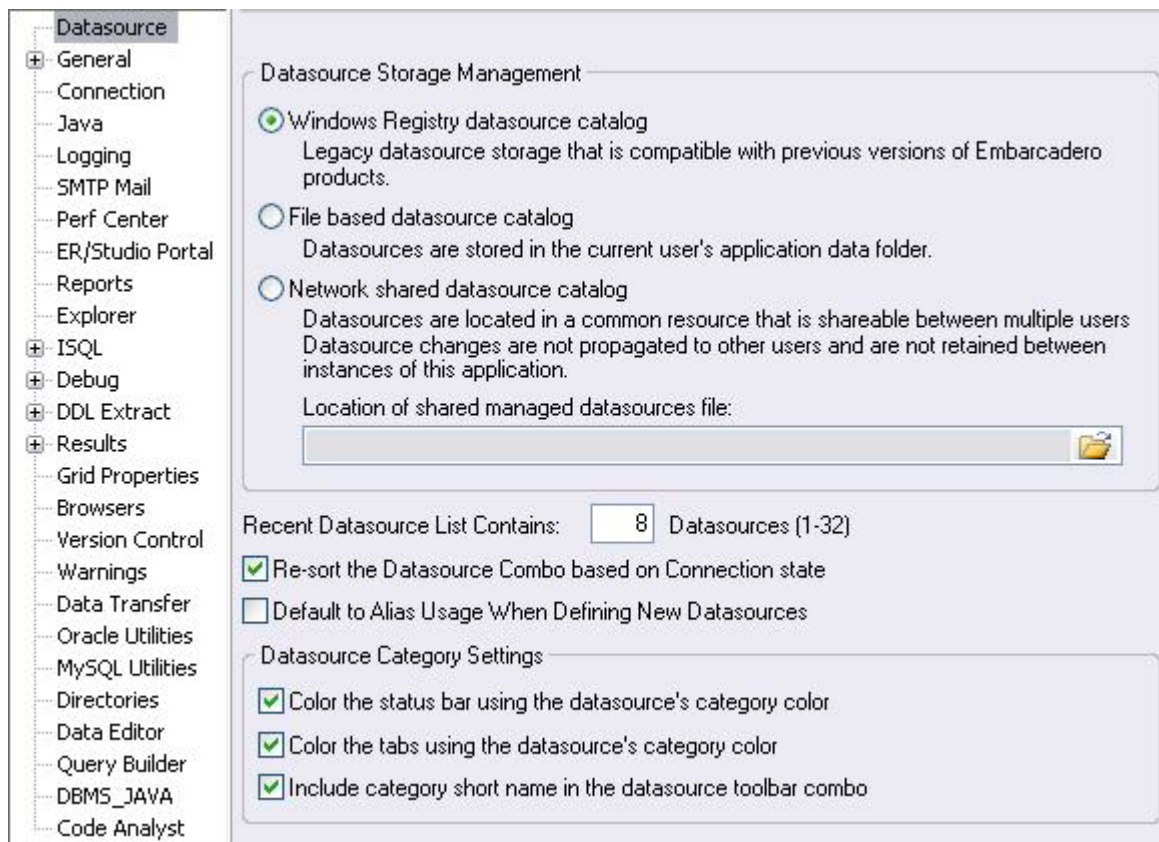 Datasource
General
Connection
Java
Logging
SMTP Mail
Perf Center
ER/Studio Portal
Reports
Explorer
ISQL
Debug
DDL Extract
Results
Grid Properties
Browsers
Version Control
Warnings
Data Transfer
Oracle Utilities
MySQL Utilities
Directories
Data Editor
Query Builder
DBMS_JAVA
Code Analyst
Datasource Storage Management
Windows Registry datasource catalog
Legacy datasource storage that is compatible with previous versions of Embarcadero
products.
File based datasource catalog
Datasources are stored in the current user's application data folder.
Network shared datasource catalog
Datasources are located in a common resource that is shareable between multiple users
Datasource changes are not propagated to other users and are not retained between
instances of this application.
Location of shared managed datasources file:
Recent Datasource List Contains: 8 Datasources (1-32)
Re-sort the Datasource Combo based on Connection state
Default to Alias Usage When Defining New Datasources
Datasource Category Settings
Color the status bar using the datasource's category color
Color the tabs using the datasource's category color
Include category short name in the datasource toolbar combo